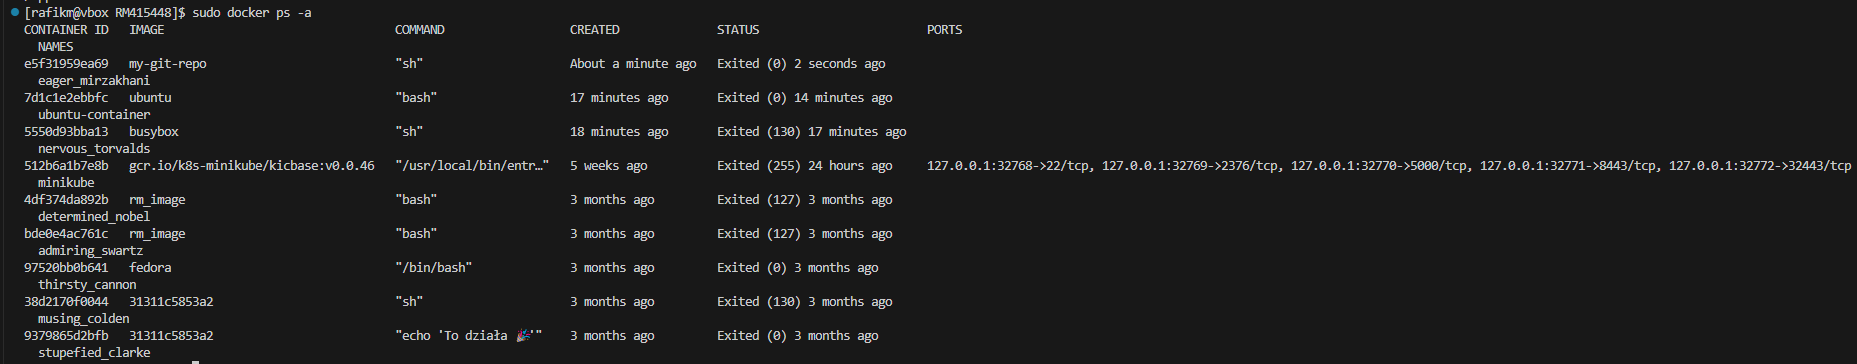 [rafikm@vbox RM415448]$ sudo docker ps -a
CONTAINER ID   IMAGE                                 COMMAND                  CREATED              STATUS                        PORTS
  NAMES
e5f31959ea69   my-git-repo                           "sh"                     About a minute ago   Exited (0) 2 seconds ago
  eager_mirzakhani
7d1c1e2ebbfc   ubuntu                                "bash"                   17 minutes ago       Exited (0) 14 minutes ago
  ubuntu-container
5550d93bba13   busybox                               "sh"                     18 minutes ago       Exited (130) 17 minutes ago
  nervous_torvalds
512b6a1b7e8b   gcr.io/k8s-minikube/kicbase:v0.0.46   "/usr/local/bin/entr…"   5 weeks ago          Exited (255) 24 hours ago     127.0.0.1:32768->22/tcp, 127.0.0.1:32769->2376/tcp, 127.0.0.1:32770->5000/tcp, 127.0.0.1:32771->8443/tcp, 127.0.0.1:32772->32443/tcp
  minikube
4df374da892b   rm_image                              "bash"                   3 months ago         Exited (127) 3 months ago
  determined_nobel
bde0e4ac761c   rm_image                              "bash"                   3 months ago         Exited (127) 3 months ago
  admiring_swartz
97520bb0b641   fedora                                "/bin/bash"              3 months ago         Exited (0) 3 months ago
  thirsty_cannon
38d2170f0044   31311c5853a2                          "sh"                     3 months ago         Exited (130) 3 months ago
  musing_colden
9379865d2bfb   31311c5853a2                          "echo 'To działa 🎉'"    3 months ago         Exited (0) 3 months ago
  stupefied_clarke